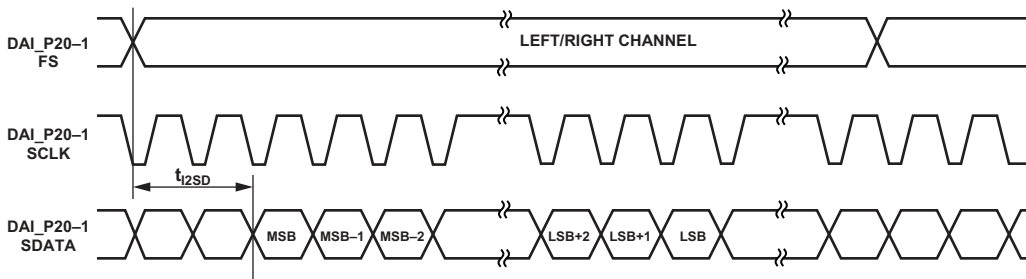 DAI_P20–1
FS
LEFT/RIGHT CHANNEL
DAI_P20–1
SCLK
tI2SD
DAI_P20–1
SDATA
MSB
MSB–1
MSB–2
LSB+2
LSB+1
LSB